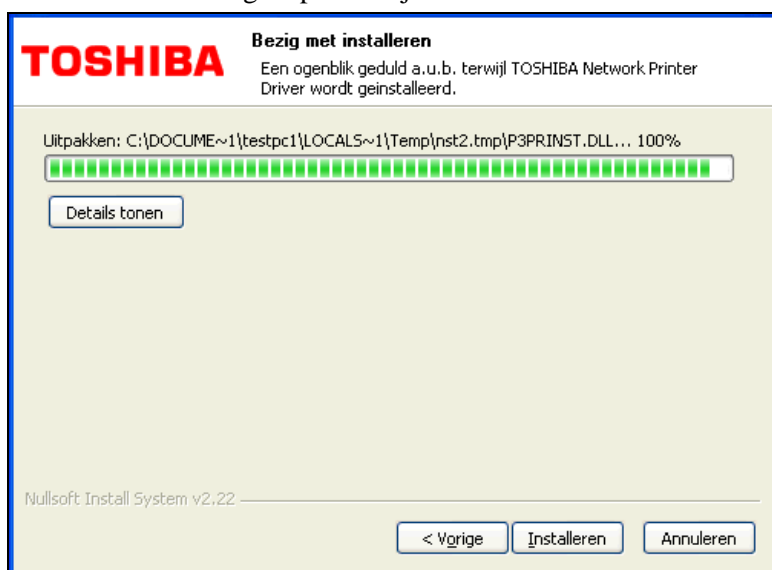 TOSHIBA
Bezig met installeren
Een ogenblik geduld a.u.b. terwijl TOSHIBA Network Printer
Driver wordt geinstalleerd.
Uitpakken: C:\DOCUME~1\testpc1\LOCALS~1\Temp\nst2.tmp\P3PRINST.DLL... 100%
Details tonen
Nullsoft Install System v2.22
< Vorige
Installeren
Annuleren